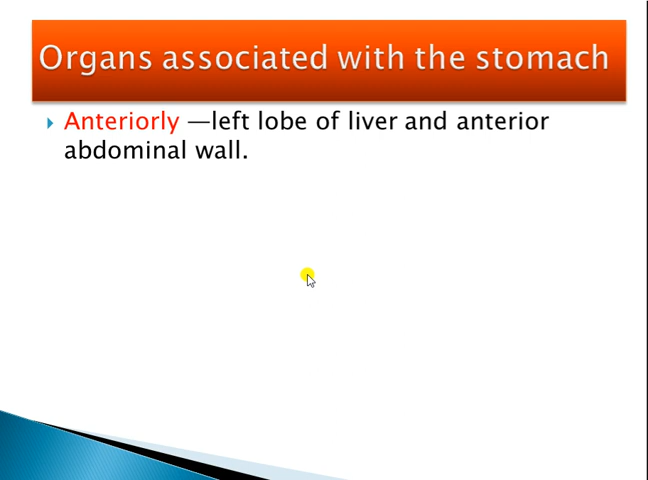 Organs associated with the stomach
Anteriorly —left lobe of liver and anterior
abdominal wall.